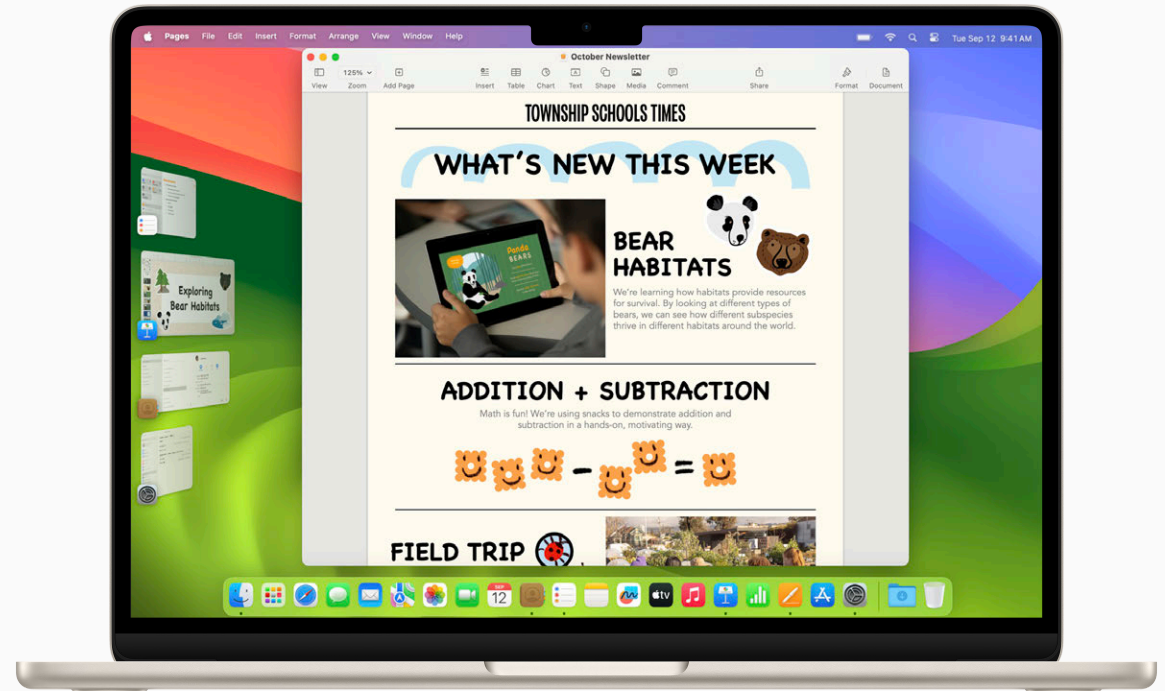 Pages File Edit Insert Format Arrange View Window Help
Tue Sep 12 9:41 AM
October Newsletter
125%
View Zoom Add Page Insert Table Chart Text Shape Media Comment Share Format Document
TOWNSHIP SCHOOLS TIMES
WHAT'S NEW THIS WEEK
Panda
BEARS
BEAR
HABITATS
We're learning how habitats provide resources
for survival. By looking at different types of
bears, we can see how different subspecies
thrive in different habitats around the world.
Exploring
Bear Habitats
ADDITION + SUBTRACTION
Math is fun! We're using snacks to demonstrate addition and
subtraction in a hands-on, motivating way.
– =
FIELD TRIP
SEP
12
tv